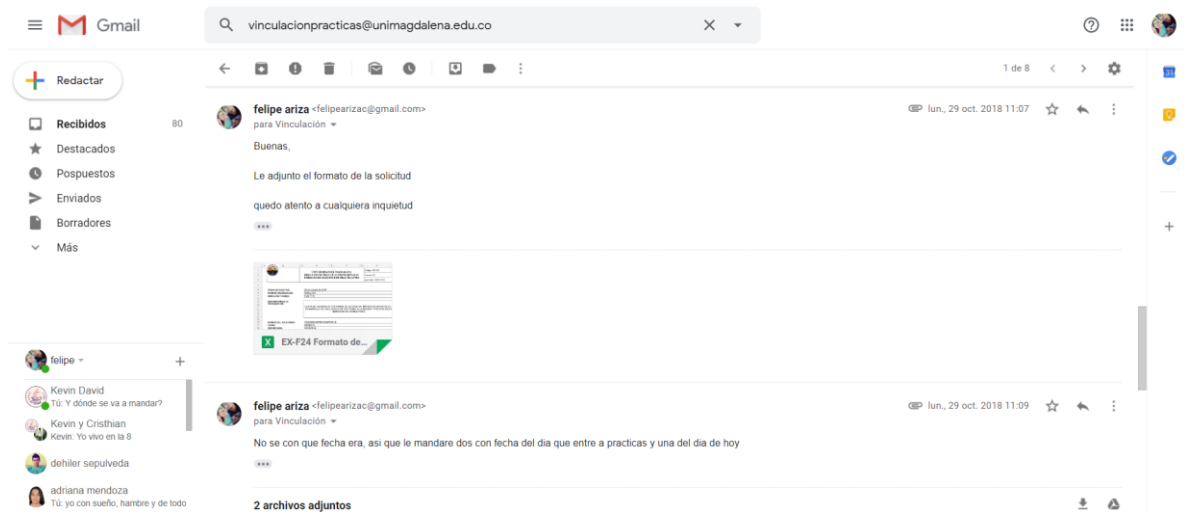 Gmail
vinculacionpracticas@unimagdalena.edu.co
Redactar
1 de 8
31
Recibidos 80
Destacados
Pospuestos
Enviados
Borradores
Más
felipe ariza <felipearizac@gmail.com> lun., 29 oct. 2018 11:07
para Vinculación
Buenas,
Le adjunto el formato de la solicitud
quedo atento a cualquiera inquietud
X EX-F24 Formato de...
felipe
Kevin David
Tú: Y dónde se va a mandar?
Kevin y Cristhian
Kevin: Yo vivo en la 8
dehiler sepulveda
adriana mendoza
Tú: yo con sueño, hambre y de todo
felipe ariza <felipearizac@gmail.com> lun., 29 oct. 2018 11:09
para Vinculación
No se con que fecha era, asi que le mandare dos con fecha del dia que entre a practicas y una del dia de hoy
2 archivos adjuntos